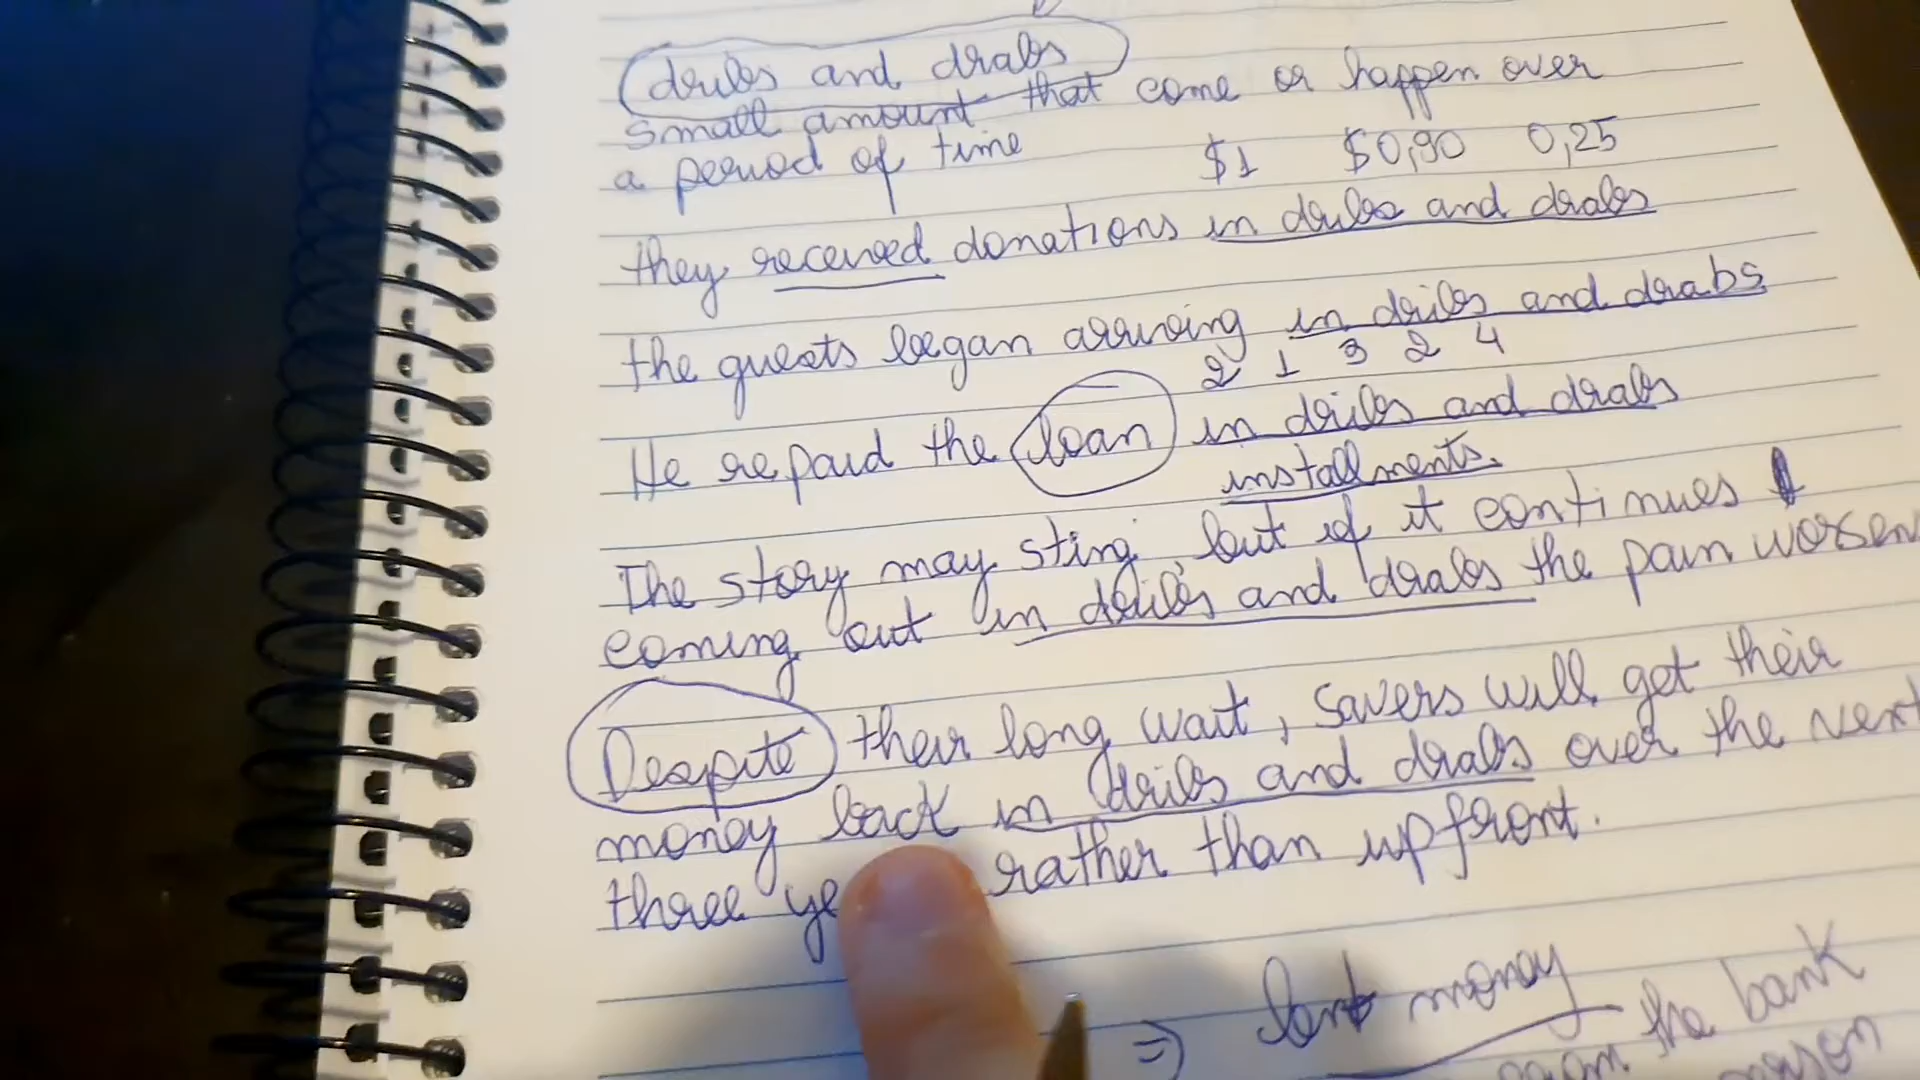 dribs and drabs
small amount that come or happen over
a period of time $1 $0,90 0,25
they received donations in dribs and drabs
the guests began arriving in dribs and drabs
2 1 3 2 4
He repaid the loan in dribs and drabs
installments.
The story may sting, but if it continues
coming out in dribs and drabs the pain worsen
Despite their long wait, savers will get their
money back in dribs and drabs over the next
three ye rather than upfront.
⇒ lent money
the bank